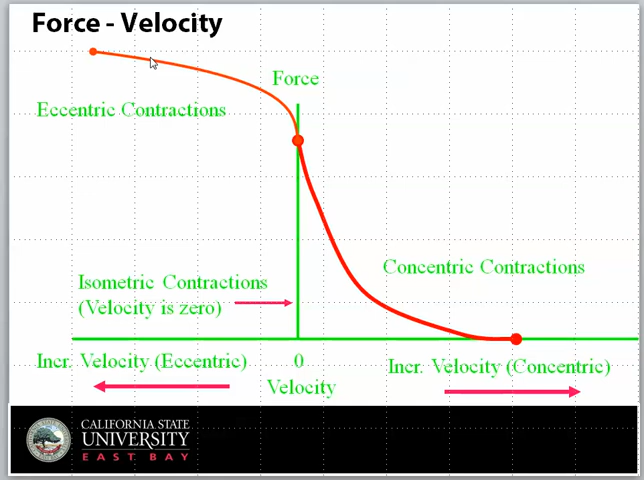 Force - Velocity
Force
Eccentric Contractions
Concentric Contractions
Isometric Contractions
(Velocity is zero)
Incr. Velocity (Eccentric)
0
Incr. Velocity (Concentric)
Velocity
CALIFORNIA STATE
UNIVERSITY
EAST BAY